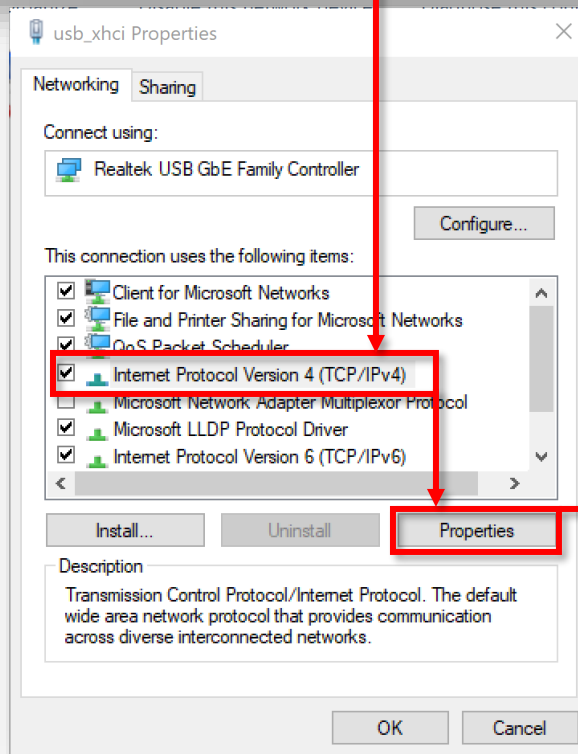 usb_xhci Properties
Networking
Sharing
Connect using:
Realtek USB GbE Family Controller
Configure...
This connection uses the following items:
Client for Microsoft Networks
File and Printer Sharing for Microsoft Networks
QoS Packet Scheduler
Internet Protocol Version 4 (TCP/IPv4)
Microsoft Network Adapter Multiplexor Protocol
Microsoft LLDP Protocol Driver
Internet Protocol Version 6 (TCP/IPv6)
Install...
Uninstall
Properties
Description
Transmission Control Protocol/Internet Protocol. The default
wide area network protocol that provides communication
across diverse interconnected networks.
OK
Cancel